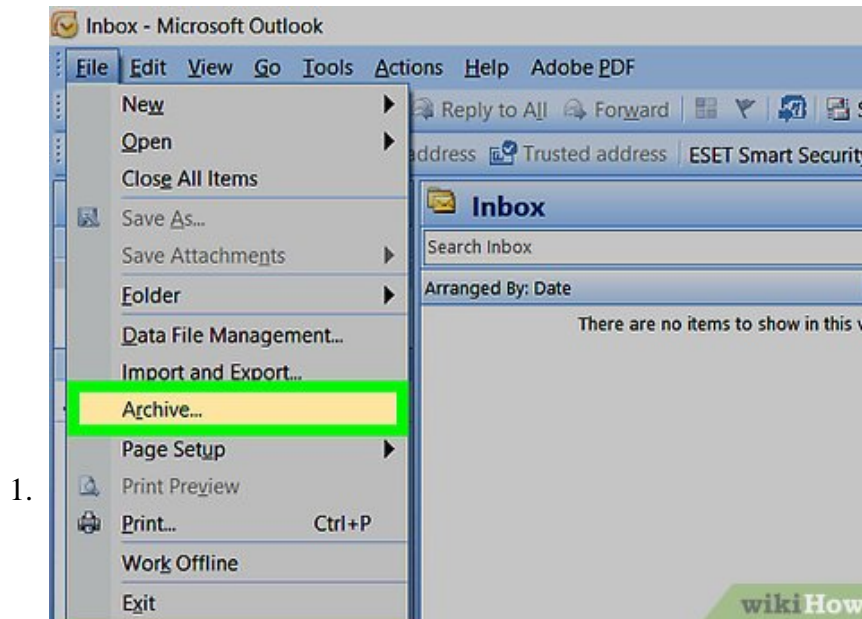 Inbox - Microsoft Outlook
File Edit View Go Tools Actions Help Adobe PDF
New
Reply to All Forward
Open
address Trusted address ESET Smart Security
Close All Items
Inbox
Save As...
Search Inbox
Save Attachments
Arranged By: Date
Folder
There are no items to show in this
Data File Management...
Import and Export...
Archive...
Page Setup
1.
Print Preview
Print... Ctrl+P
Work Offline
Exit
wikiHow